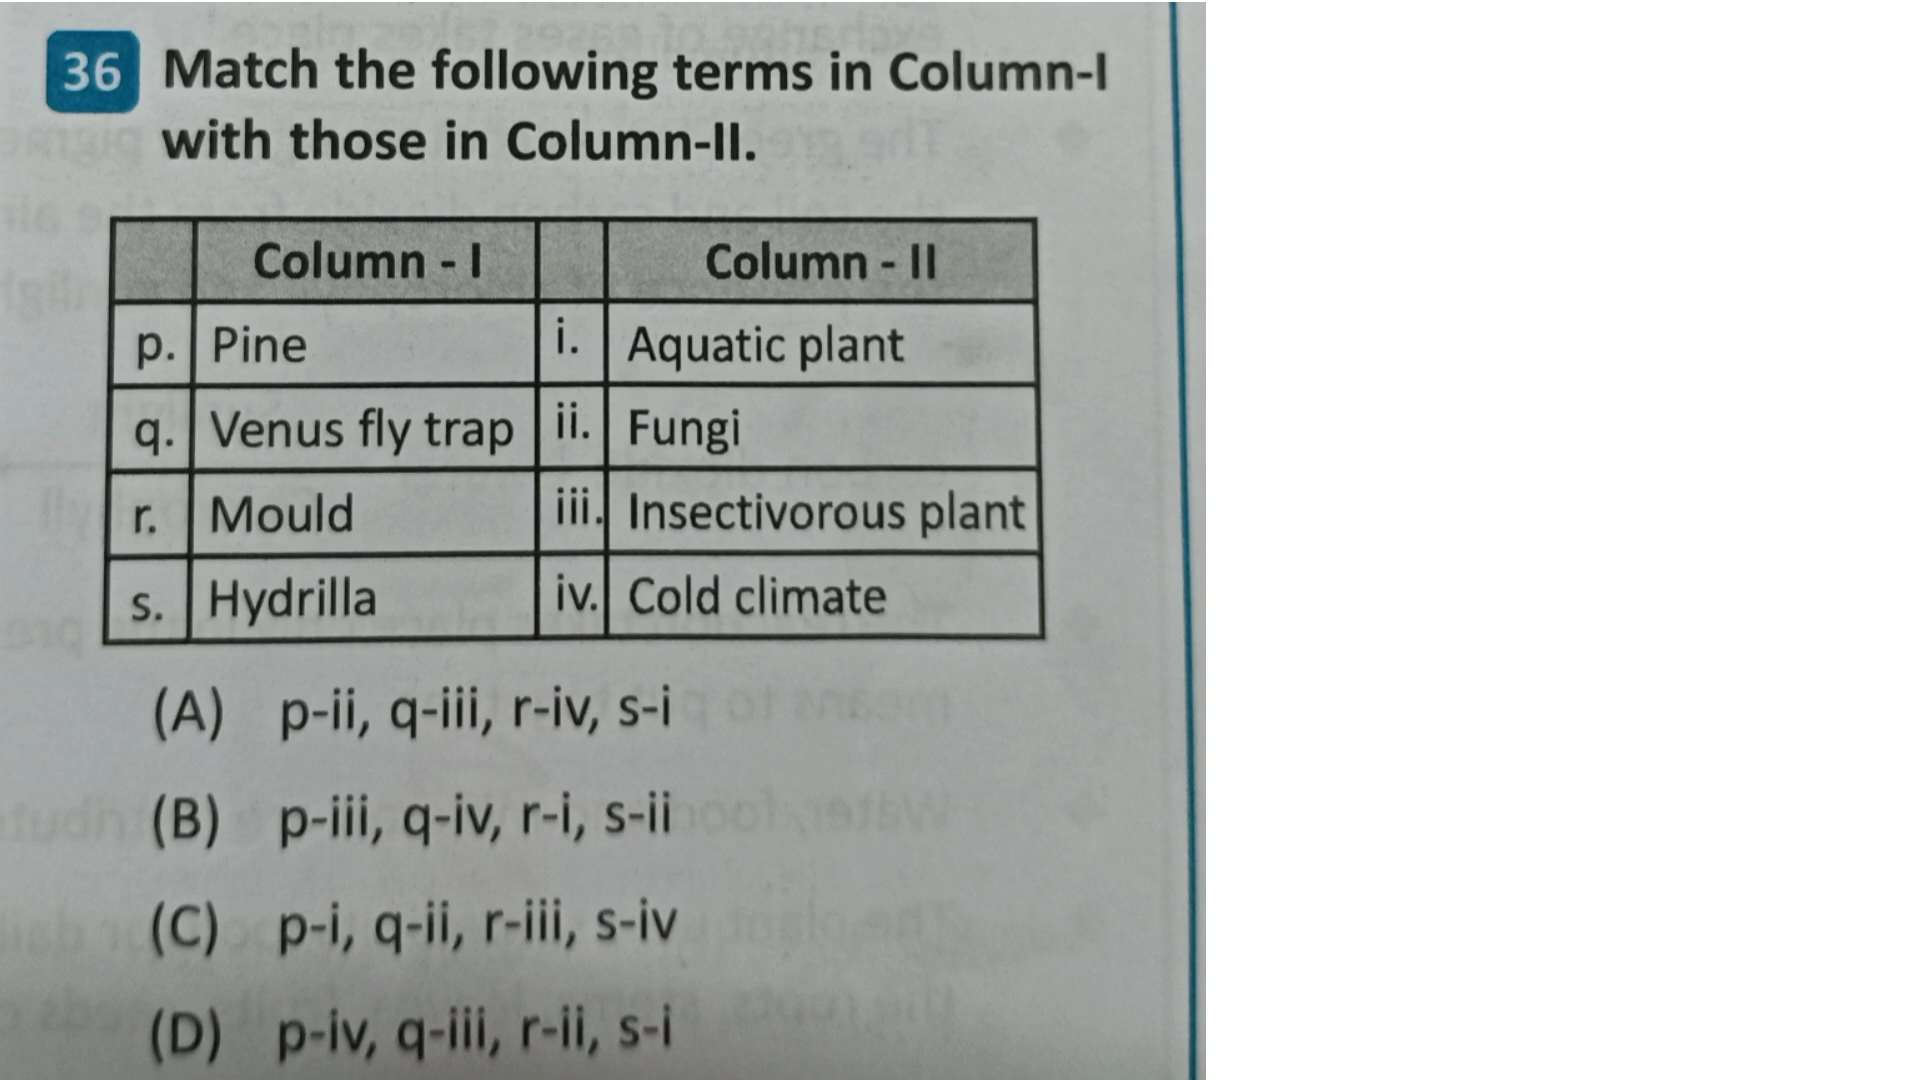 36 Match the following terms in Column-I
with those in Column-II.
Column - I Column - II
p. Pine i. Aquatic plant
q. Venus fly trap ii. Fungi
r. Mould iii. Insectivorous plant
s. Hydrilla iv. Cold climate
(A) p-ii, q-iii, r-iv, s-i
(B) p-iii, q-iv, r-i, s-ii
(C) p-i, q-ii, r-iii, s-iv
(D) p-iv, q-iii, r-ii, s-i